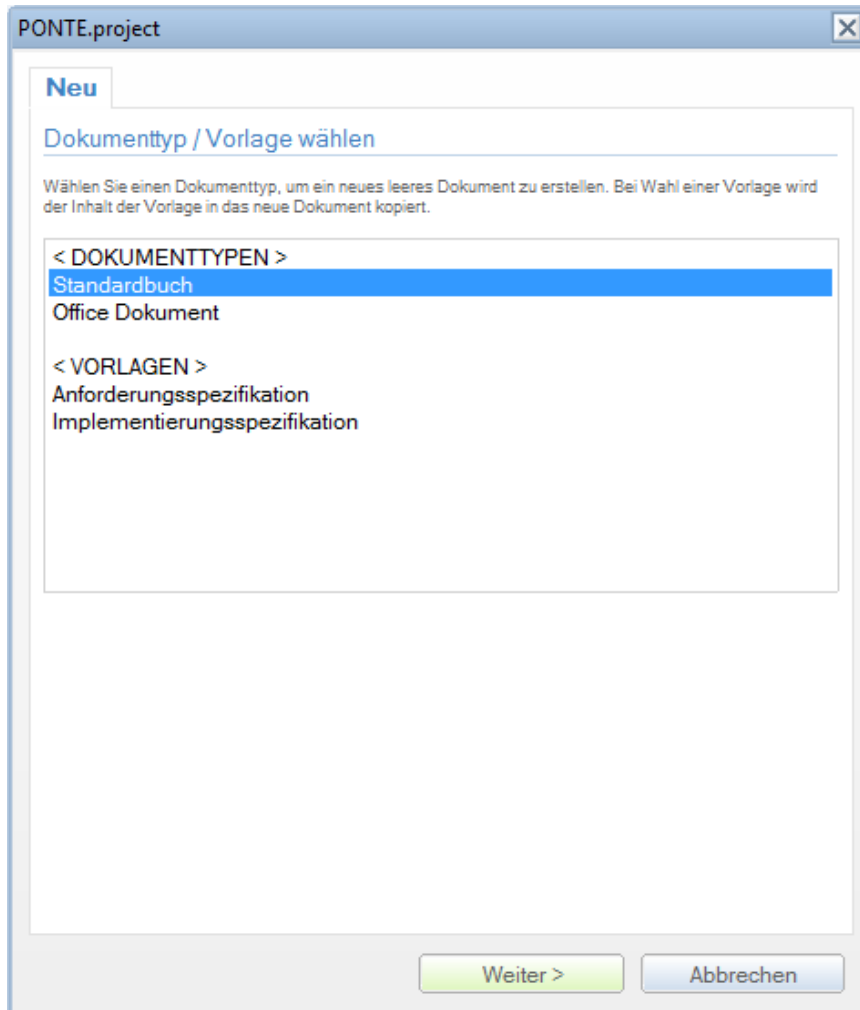 PONTE.project
Neu
Dokumenttyp / Vorlage wählen
Wählen Sie einen Dokumenttyp, um ein neues leeres Dokument zu erstellen. Bei Wahl einer Vorlage wird
der Inhalt der Vorlage in das neue Dokument kopiert.
< DOKUMENTTYPEN >
Standardbuch
Office Dokument
< VORLAGEN >
Anforderungsspezifikation
Implementierungsspezifikation
Weiter >
Abbrechen